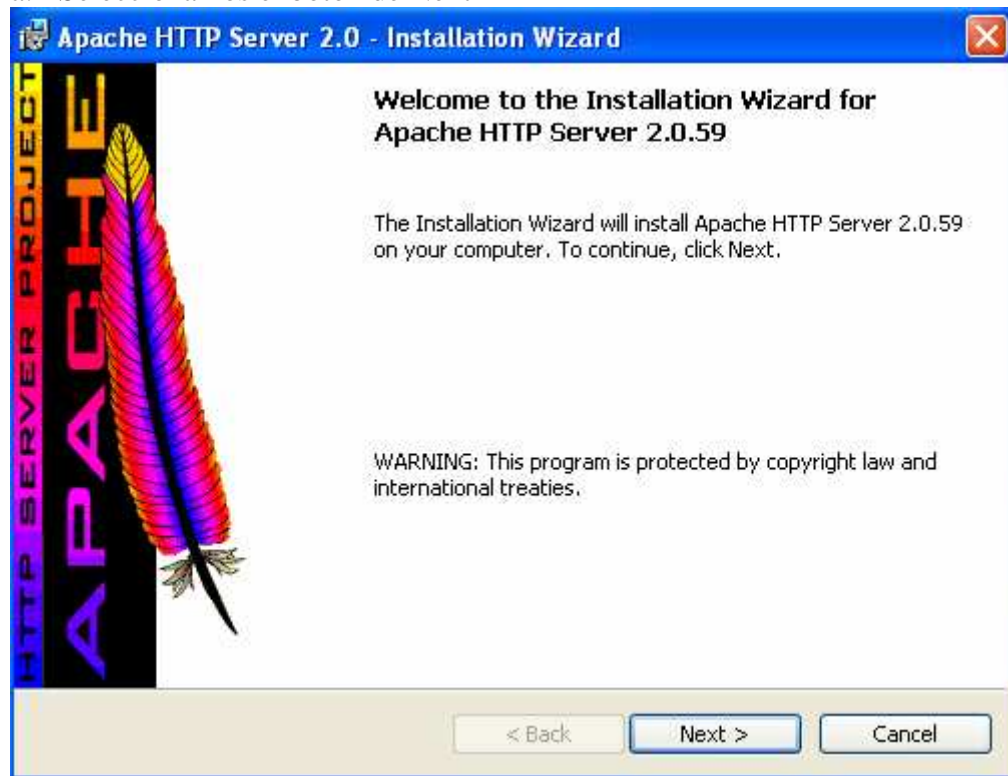 Apache HTTP Server 2.0 - Installation Wizard
HTTP SERVER PROJECT
APACHE
Welcome to the Installation Wizard for
Apache HTTP Server 2.0.59
The Installation Wizard will install Apache HTTP Server 2.0.59
on your computer. To continue, click Next.
WARNING: This program is protected by copyright law and
international treaties.
< Back Next > Cancel